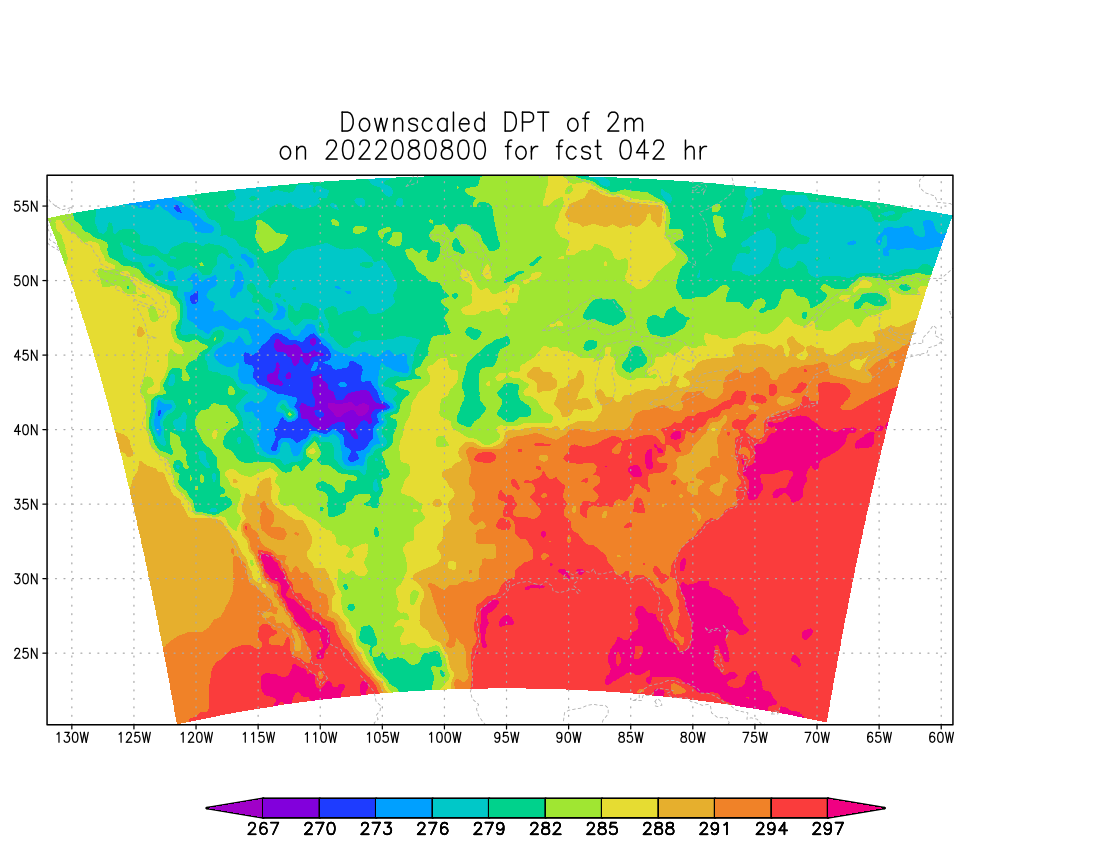 Downscaled DPT of 2m
on 2022080800 for fcst 042 hr
55N
50N
45N
40N
35N
30N
25N
130W 125W 120W 115W 110W 105W 100W 95W 90W 85W 80W 75W 70W 65W 60W
267 270 273 276 279 282 285 288 291 294 297